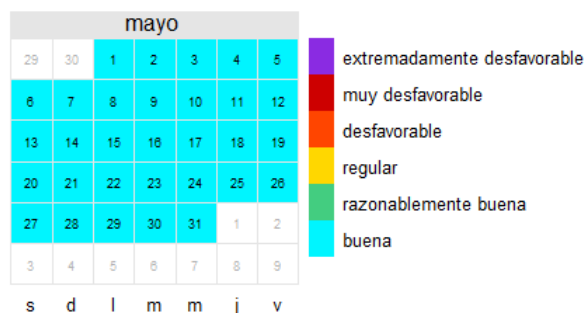 mayo
29 30 1 2 3 4 5
6 7 8 9 10 11 12
13 14 15 16 17 18 19
20 21 22 23 24 25 26
27 28 29 30 31 1 2
3 4 5 6 7 8 9
s d l m m j v
extremadamente desfavorable
muy desfavorable
desfavorable
regular
razonablemente buena
buena